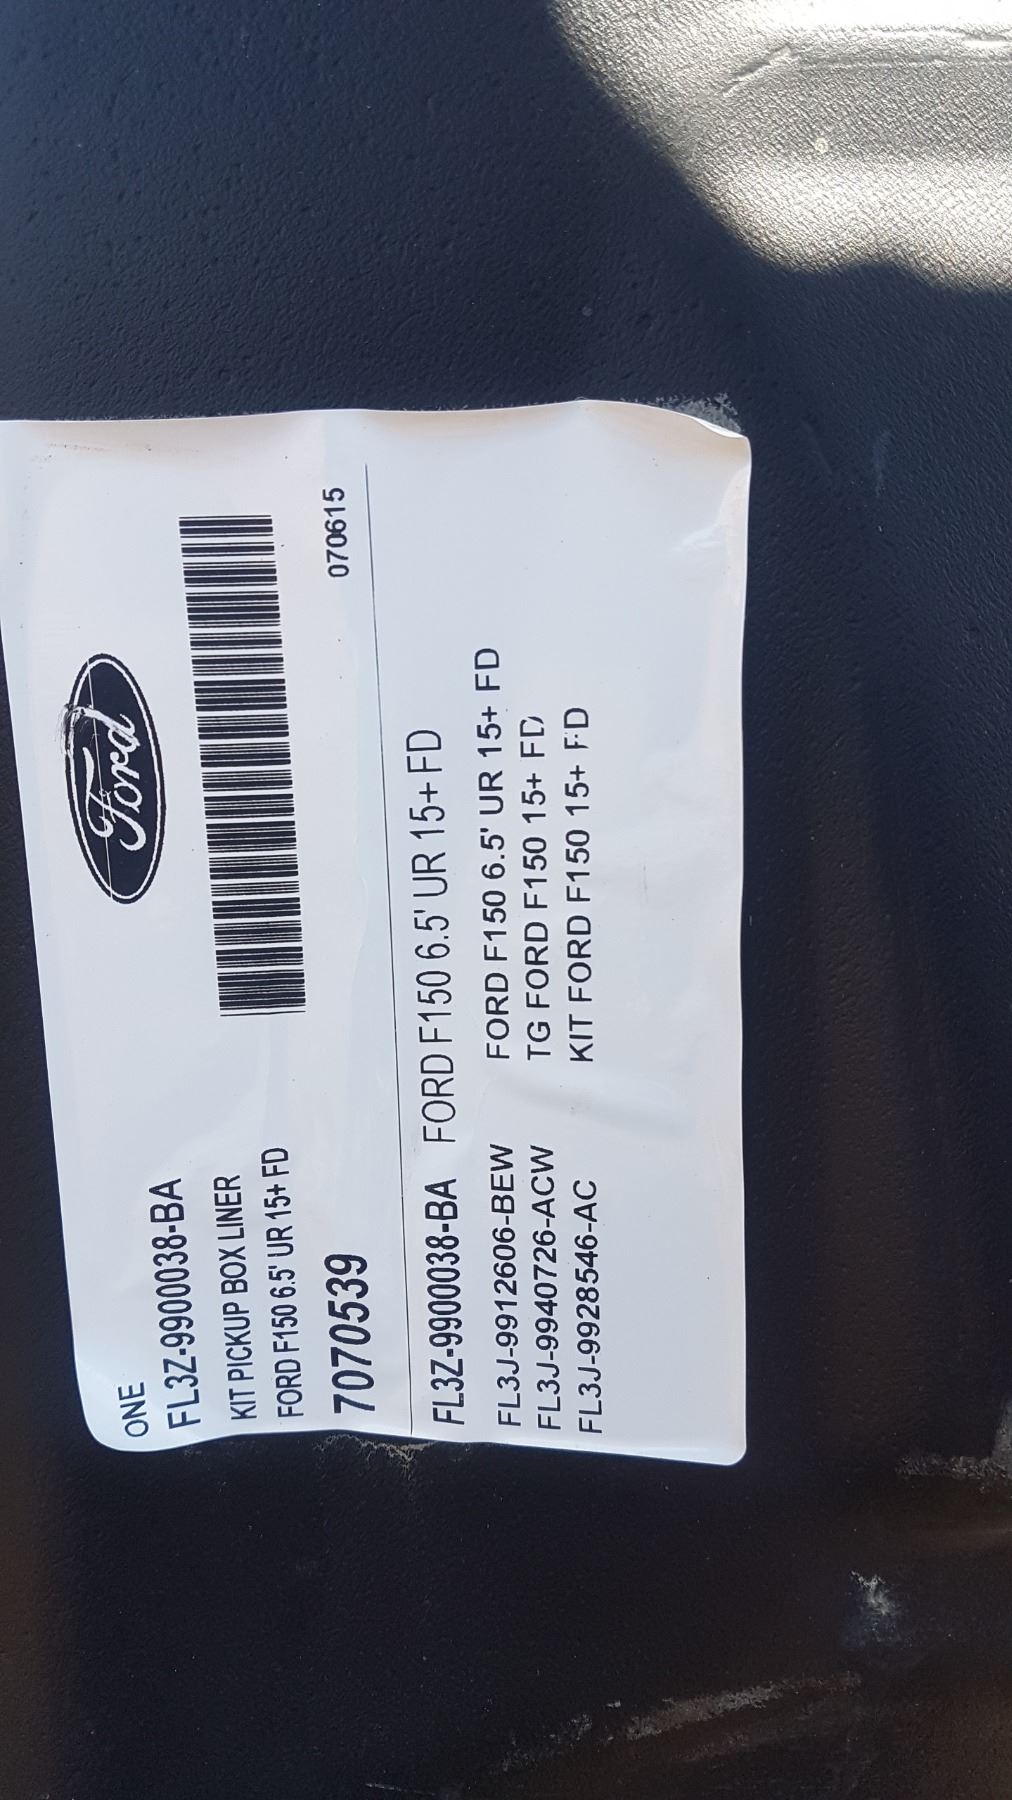 Ford
ONE
FL3Z-9900038-BA
KIT PICKUP BOX LINER
FORD F150 6.5' UR 15+ FD
7070539 070615
FL3Z-9900038-BA FORD F150 6.5' UR 15+ FD
FL3J-9912606-BEW FORD F150 6.5' UR 15+ FD
FL3J-9940726-ACW TG FORD F150 15+ FD
FL3J-9928546-AC KIT FORD F150 15+ FD